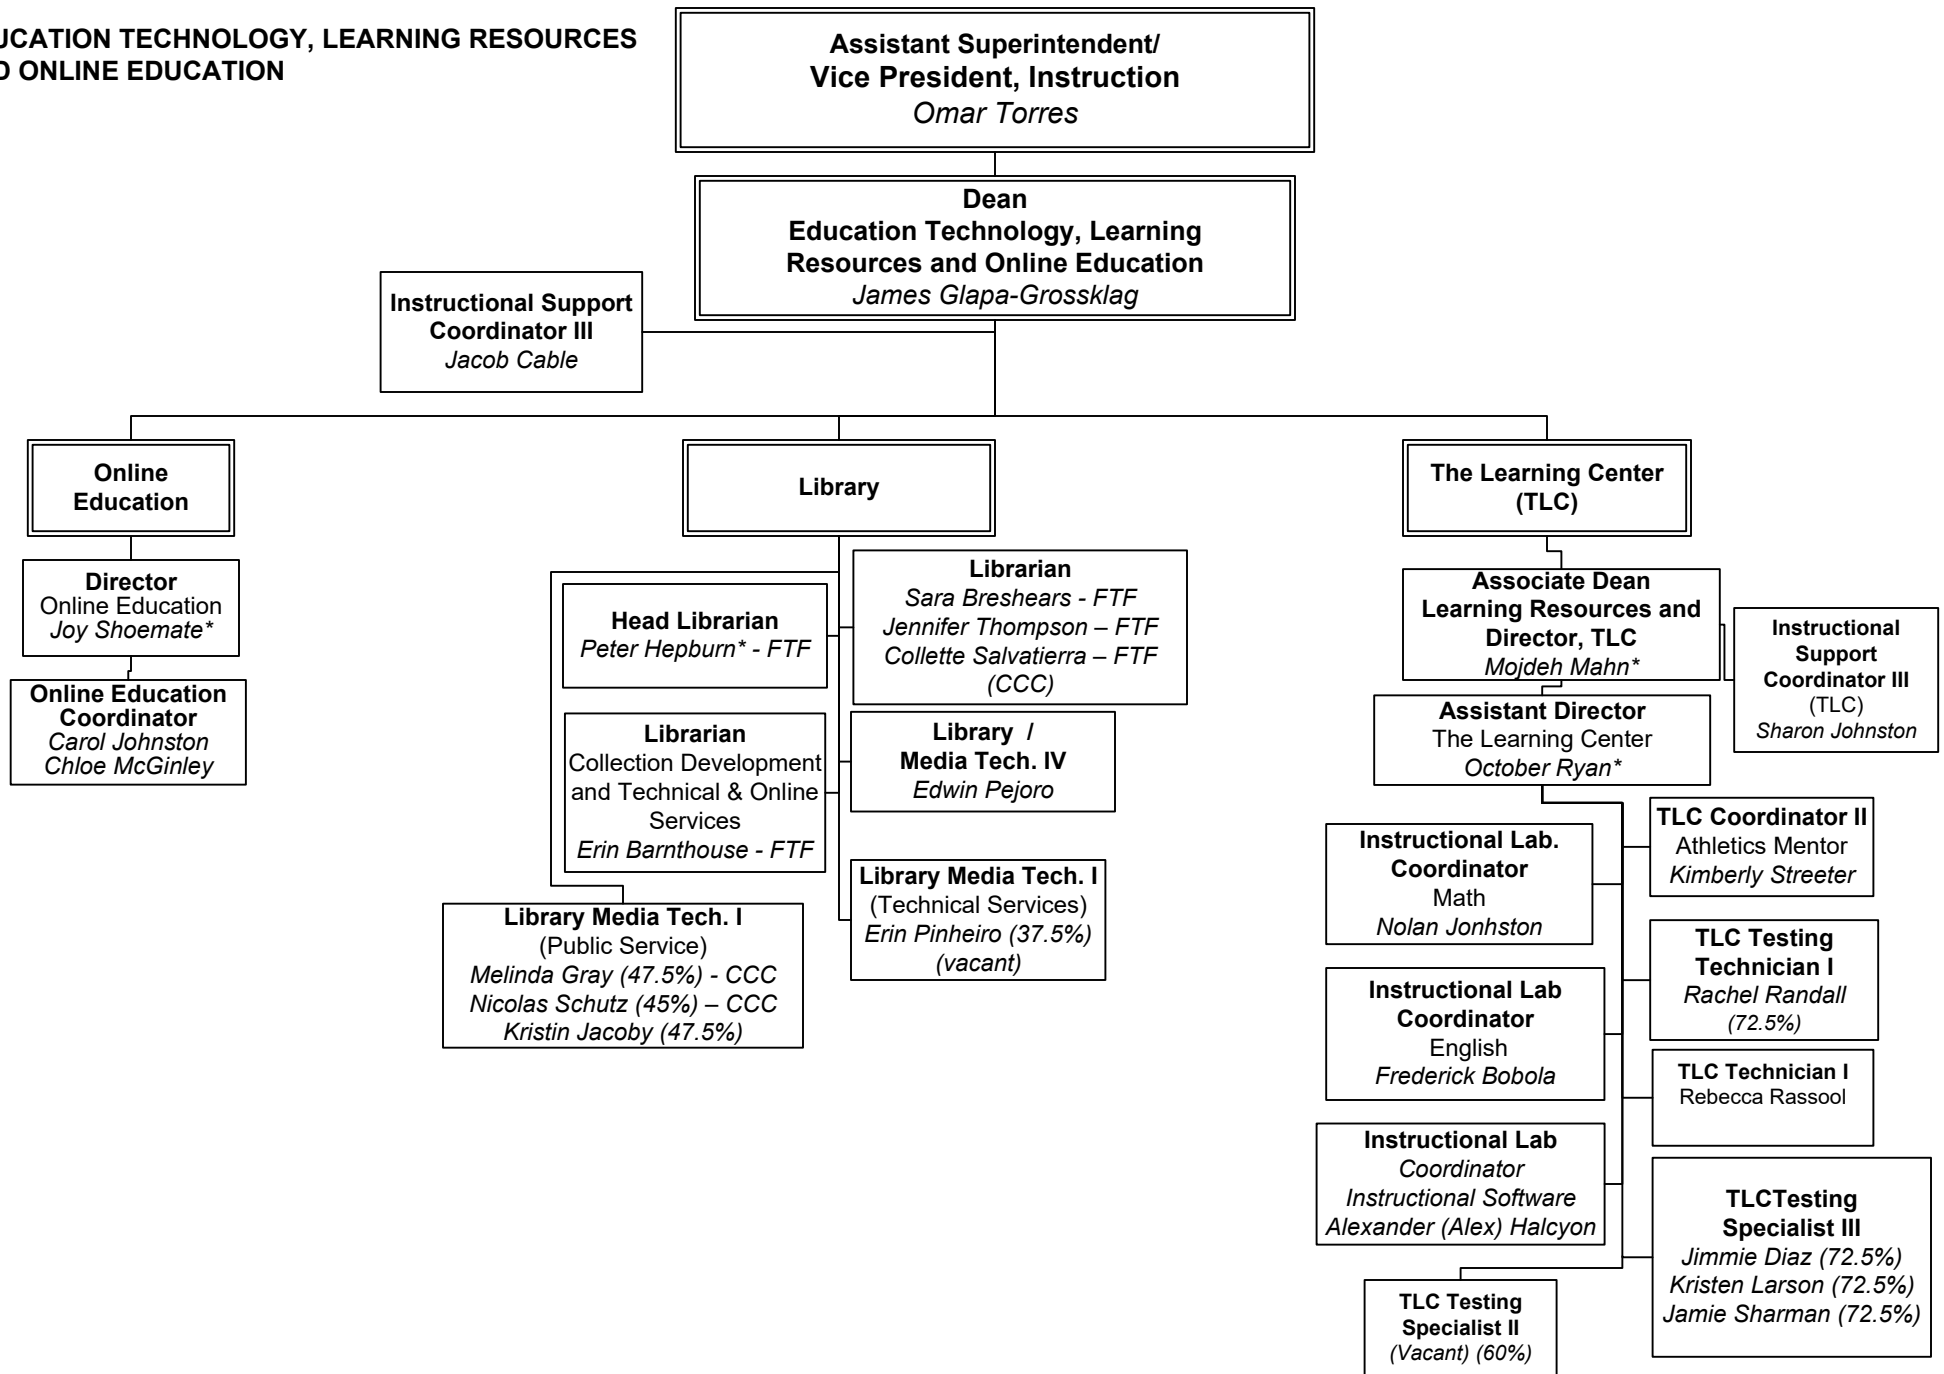 UCATION TECHNOLOGY, LEARNING RESOURCES
D ONLINE EDUCATION
Assistant Superintendent/
Vice President, Instruction
Omar Torres
Dean
Education Technology, Learning
Resources and Online Education
James Glapa-Grossklag
Instructional Support
Coordinator III
Jacob Cable
Online
Education
Director
Online Education
Joy Shoemate*
Online Education
Coordinator
Carol Johnston
Chloe McGinley
Library
Head Librarian
Peter Hepburn* - FTF
Librarian
Sara Breshears - FTF
Jennifer Thompson – FTF
Collette Salvatierra – FTF
(CCC)
Librarian
Collection Development
and Technical & Online
Services
Erin Barnthouse - FTF
Library /
Media Tech. IV
Edwin Pejoro
Library Media Tech. I
(Technical Services)
Erin Pinheiro (37.5%)
(vacant)
Library Media Tech. I
(Public Service)
Melinda Gray (47.5%) - CCC
Nicolas Schutz (45%) – CCC
Kristin Jacoby (47.5%)
The Learning Center
(TLC)
Associate Dean
Learning Resources and
Director, TLC
Mojdeh Mahn*
Instructional
Support
Coordinator III
(TLC)
Sharon Johnston
Assistant Director
The Learning Center
October Ryan*
Instructional Lab.
Coordinator
Math
Nolan Jonhston
TLC Coordinator II
Athletics Mentor
Kimberly Streeter
Instructional Lab
Coordinator
English
Frederick Bobola
TLC Testing
Technician I
Rachel Randall
(72.5%)
TLC Technician I
Rebecca Rassool
Instructional Lab
Coordinator
Instructional Software
Alexander (Alex) Halcyon
TLCTesting
Specialist III
Jimmie Diaz (72.5%)
Kristen Larson (72.5%)
Jamie Sharman (72.5%)
TLC Testing
Specialist II
(Vacant) (60%)